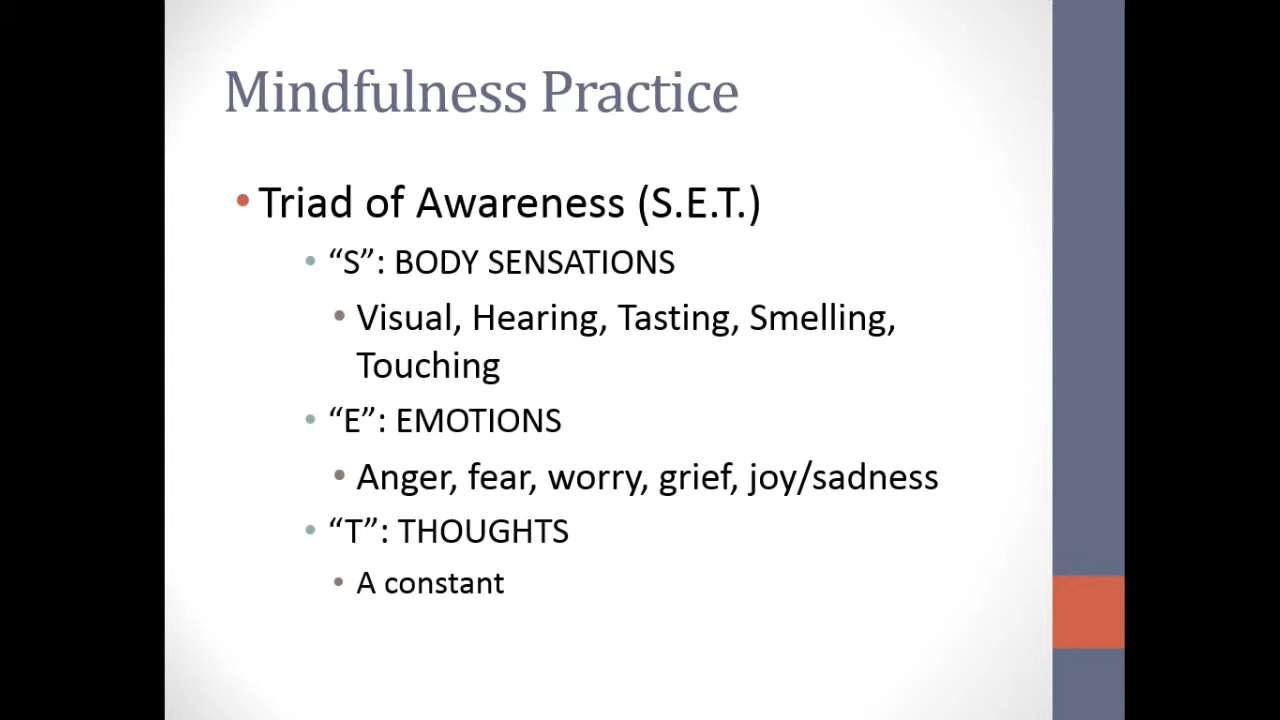 Mindfulness Practice
• Triad of Awareness (S.E.T.)
• “S”: BODY SENSATIONS
• Visual, Hearing, Tasting, Smelling,
Touching
• “E”: EMOTIONS
• Anger, fear, worry, grief, joy/sadness
• “T”: THOUGHTS
• A constant